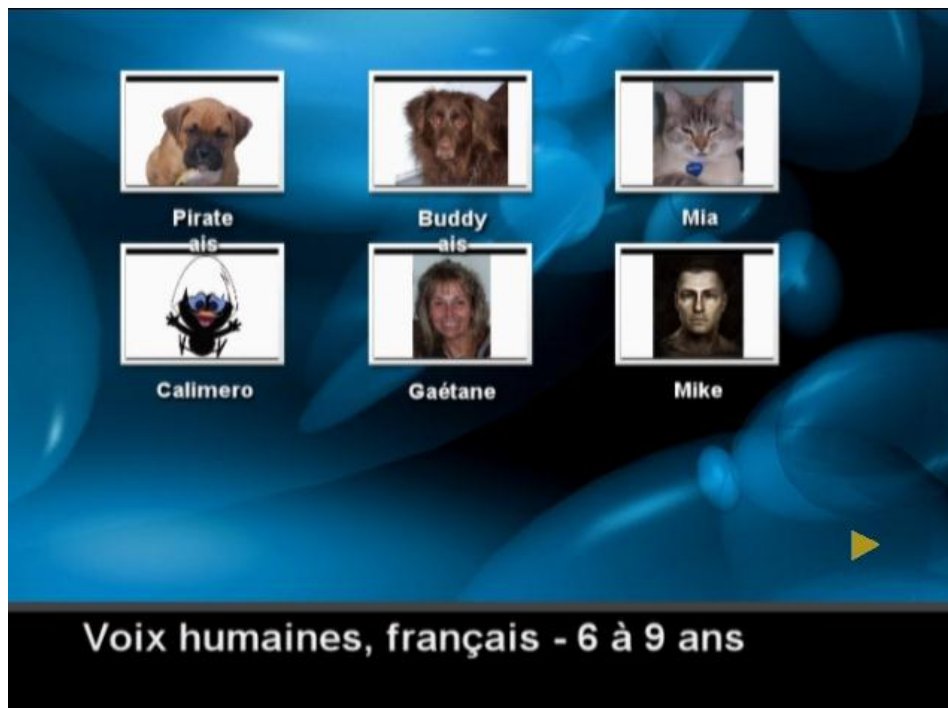 Pirate
ais
Buddy
ais
Mia
Calimero
Gaétane
Mike
Voix humaines, français - 6 à 9 ans